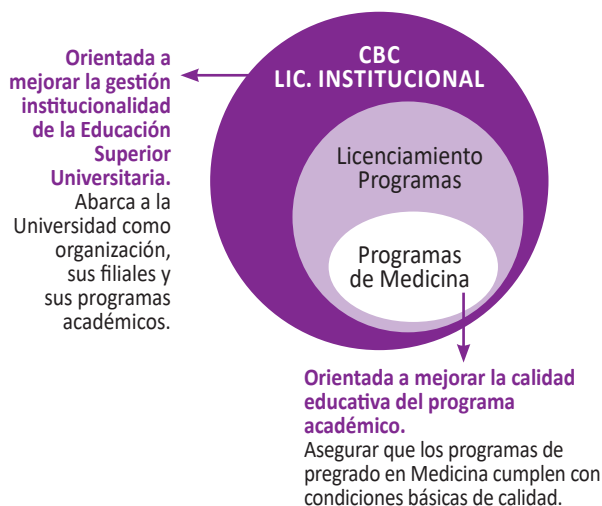 Orientada a
mejorar la gestión
institucionalidad
de la Educación
Superior
Universitaria.
Abarca a la
Universidad como
organización,
sus filiales y
sus programas
académicos.
CBC
LIC. INSTITUCIONAL
Licenciamiento
Programas
Programas
de Medicina
Orientada a mejorar la calidad
educativa del programa
académico.
Asegurar que los programas de
pregrado en Medicina cumplen con
condiciones básicas de calidad.